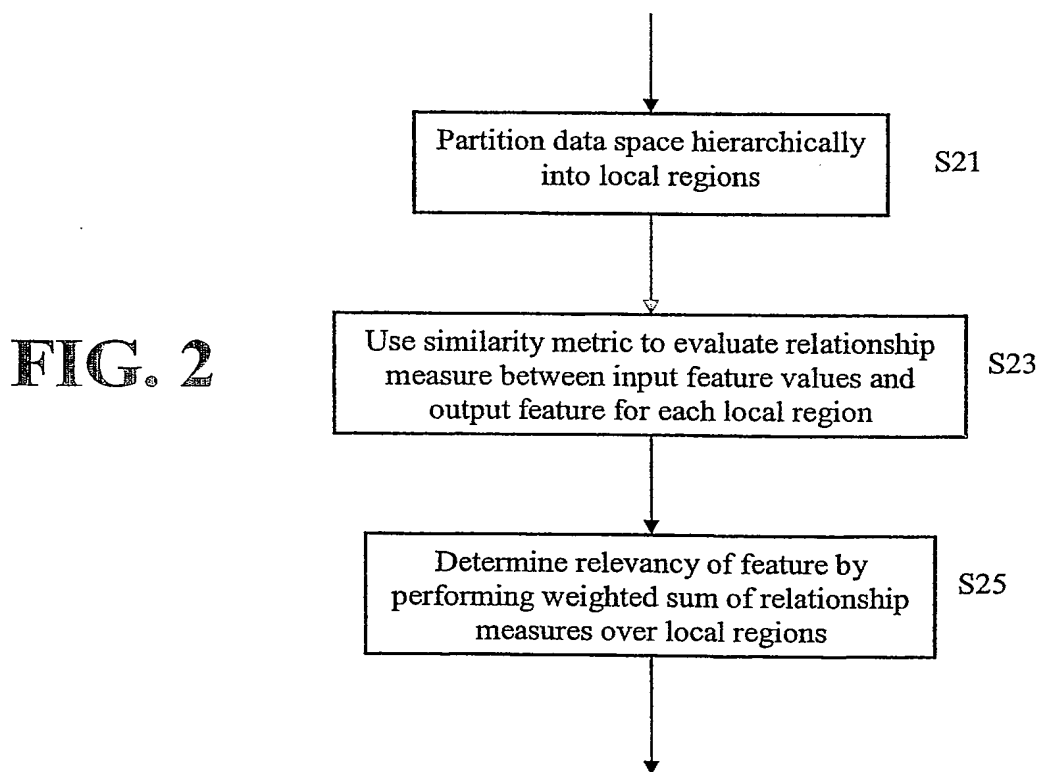 Partition data space hierarchically
into local regions
S21
FIG. 2
Use similarity metric to evaluate relationship
measure between input feature values and
output feature for each local region
S23
Determine relevancy of feature by
performing weighted sum of relationship
measures over local regions
S25